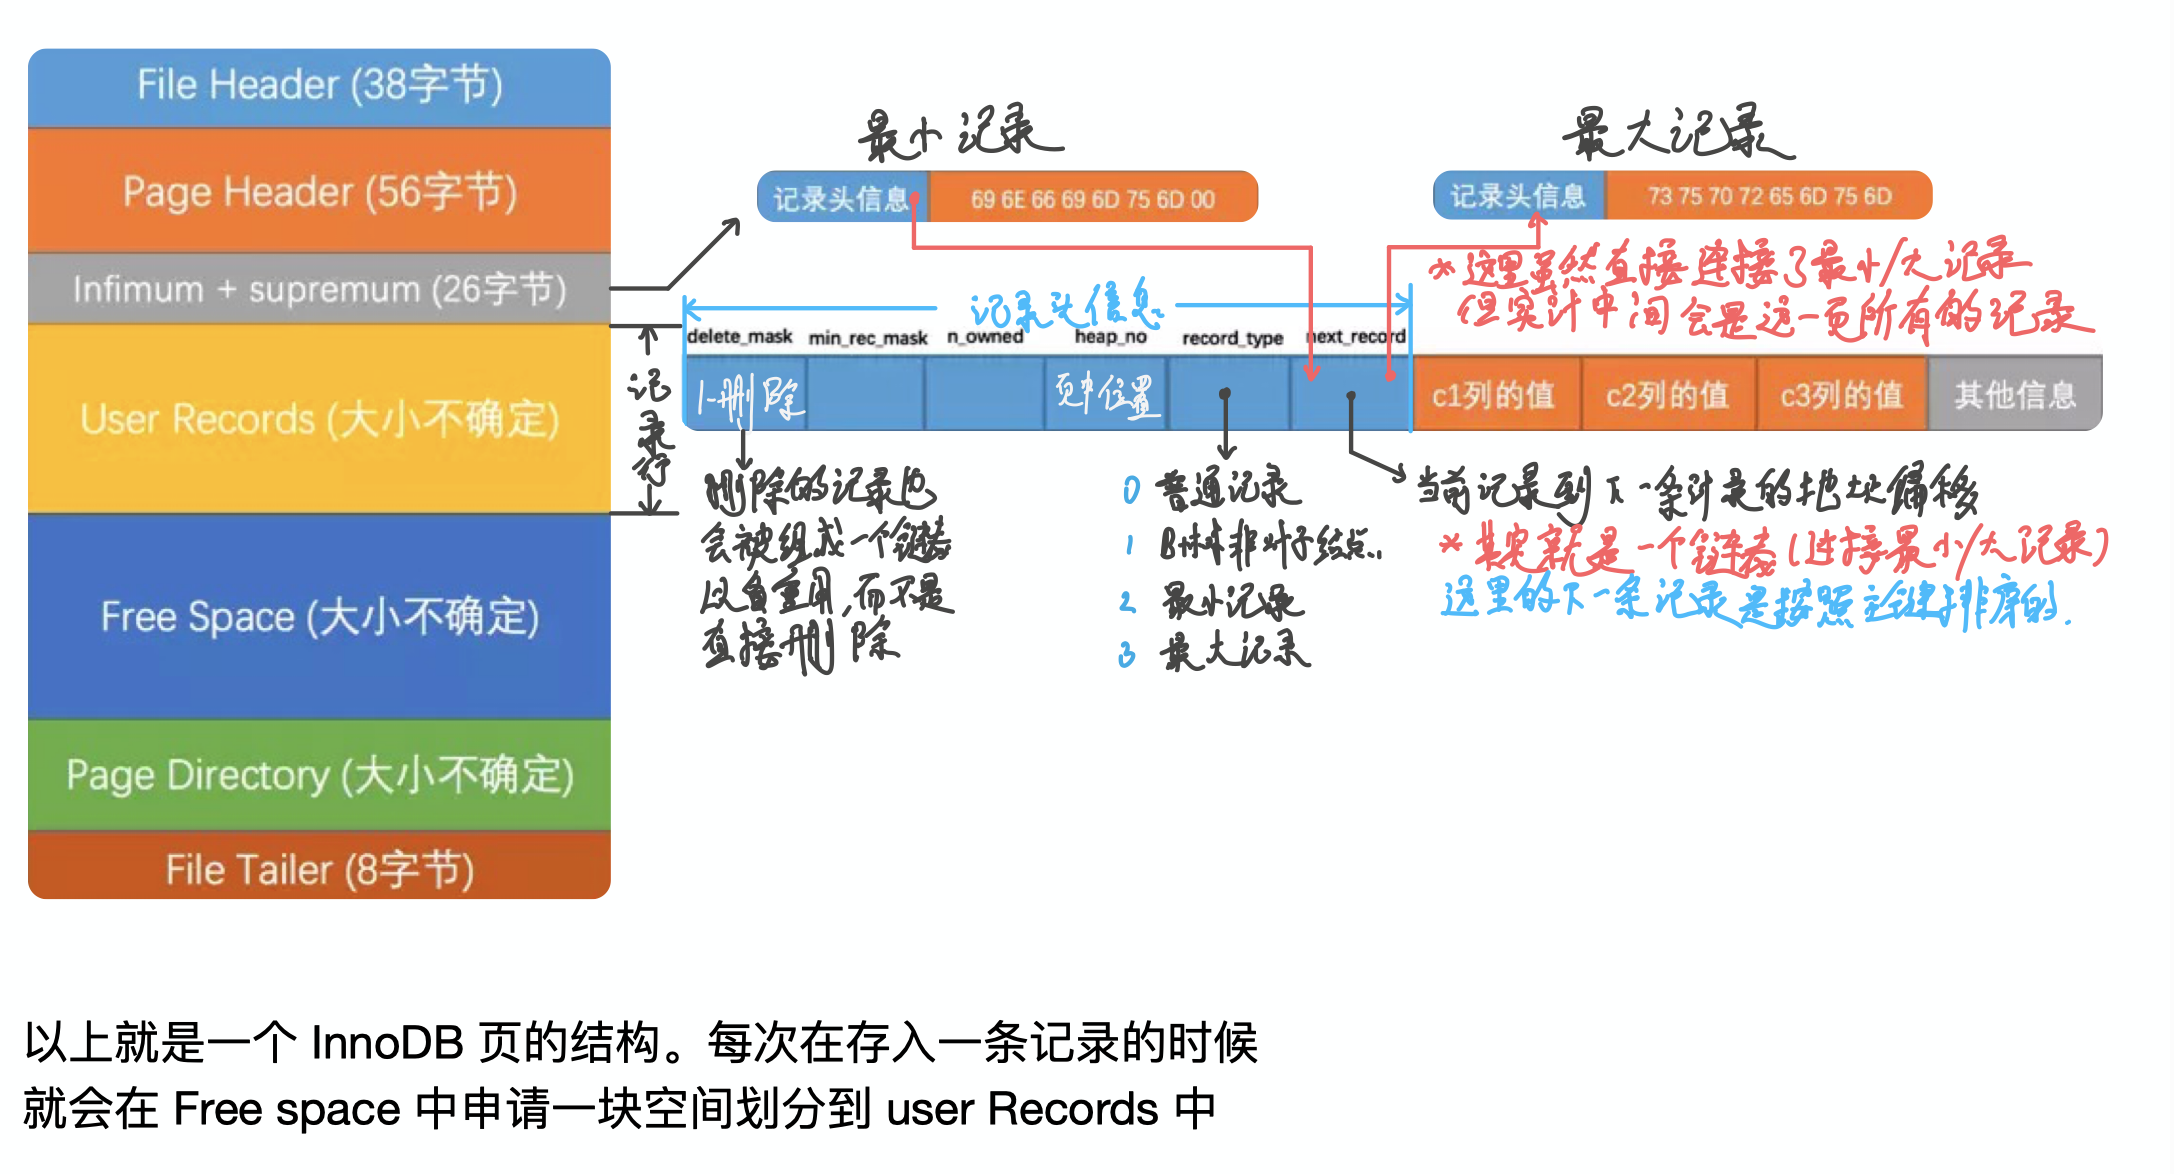 File Header (38字节)
Page Header (56字节)
Infimum + supremum (26字节)
User Records (大小不确定)
Free Space (大小不确定)
Page Directory (大小不确定)
File Tailer (8字节)
记录行
最小记录
记录头信息 69 6E 66 69 6D 75 6D 00
最大记录
记录头信息 73 75 70 72 65 6D 75 6D
*这里虽然直接连接了最小/大记录
但实计中间会是这一页所有的记录
记录头信息
delete_mask min_rec_mask n_owned heap_no record_type next_record
1-删除 页中位置 c1列的值 c2列的值 c3列的值 其他信息
删除的记录也
会被组成一个链表
以备重用,而不是
直接删除
0 普通记录
1 B+树非叶子结点
2 最小记录
3 最大记录
当前记录到下一条计录的地址偏移
*其实就是一个链表(连接最小/大记录)
这里的下一条记录是按照主键排序的.
以上就是一个 InnoDB 页的结构。每次在存入一条记录的时候
就会在 Free space 中申请一块空间划分到 user Records 中